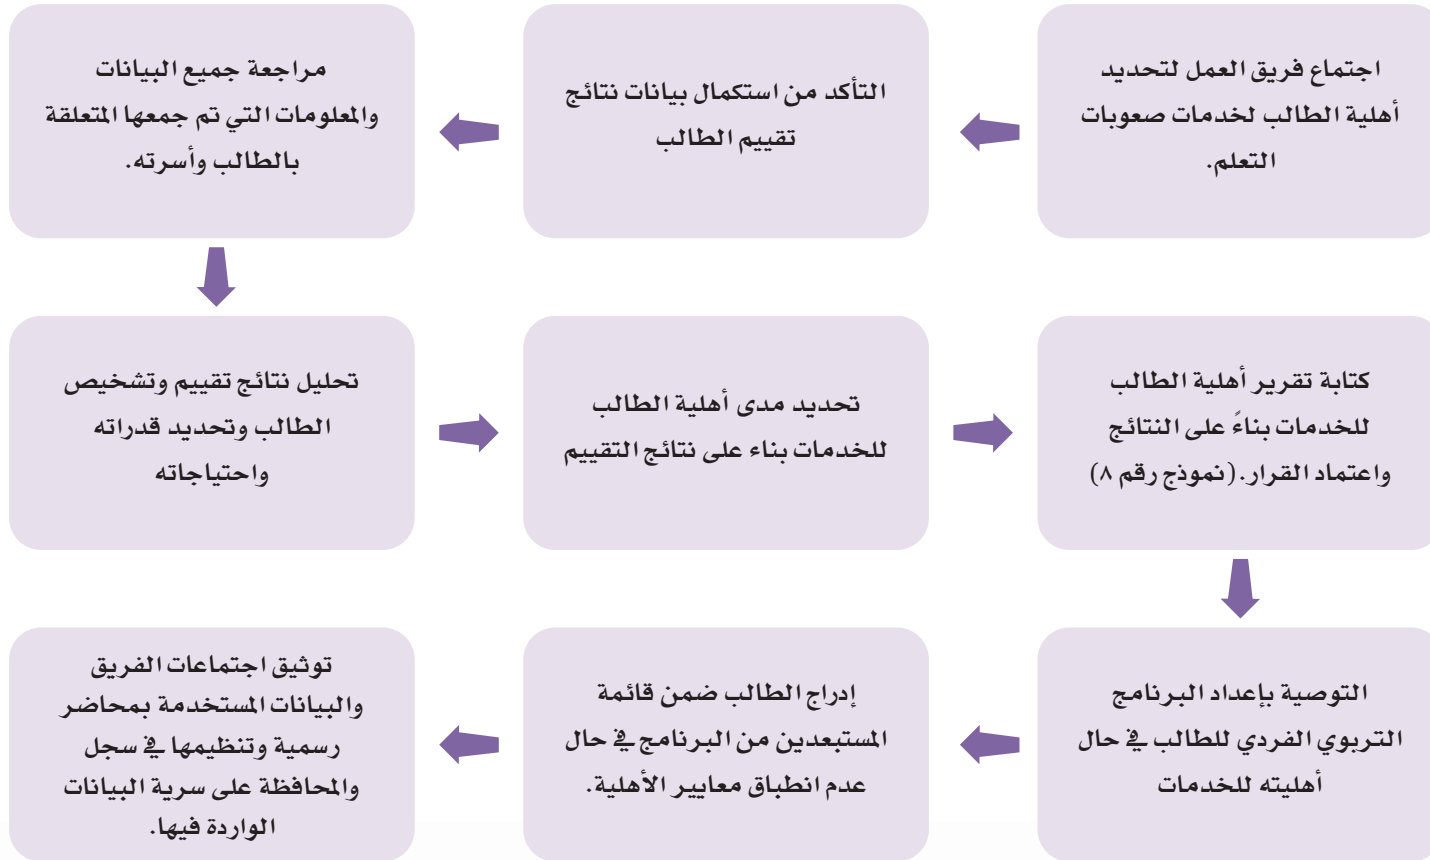 اجتماع فريق العمل لتحديد
أهلية الطالب لخدمات صعوبات
التعلم.
التأكد من استكمال بيانات نتائج
تقييم الطالب
مراجعة جميع البيانات
والمعلومات التي تم جمعها المتعلقة
بالطالب وأسرته.
تحليل نتائج تقييم وتشخيص
الطالب وتحديد قدراته
واحتياجاته
تحديد مدى أهلية الطالب
للخدمات بناء على نتائج التقييم
كتابة تقرير أهلية الطالب
للخدمات بناءً على النتائج
واعتماد القرار. (نموذج رقم ٨)
التوصية بإعداد البرنامج
التربوي الفردي للطالب في حال
أهليته للخدمات
إدراج الطالب ضمن قائمة
المستبعدين من البرنامج في حال
عدم انطباق معايير الأهلية.
توثيق اجتماعات الفريق
والبيانات المستخدمة بمحاضر
رسمية وتنظيمها في سجل
والمحافظة على سرية البيانات
الواردة فيها.